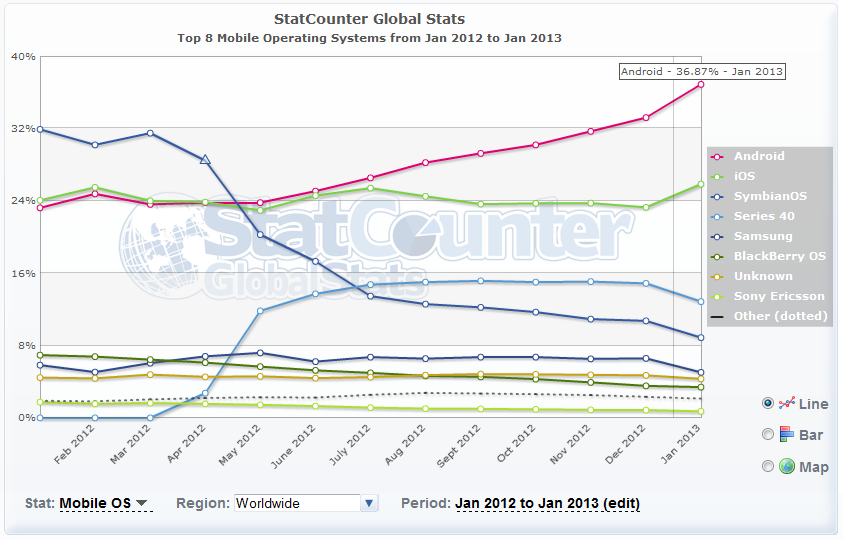 StatCounter Global Stats
Top 8 Mobile Operating Systems from Jan 2012 to Jan 2013
40%
Android - 36.87% - Jan 2013
32%
24%
16%
8%
0%
StatCounter
GlobalStats
Android
iOS
SymbianOS
Series 40
Samsung
BlackBerry OS
Unknown
Sony Ericsson
Other (dotted)
Feb 2012
Mar 2012
Apr 2012
May 2012
June 2012
July 2012
Aug 2012
Sept 2012
Oct 2012
Nov 2012
Dec 2012
Jan 2013
Line
Bar
Map
Stat: Mobile OS Region: Worldwide Period: Jan 2012 to Jan 2013 (edit)